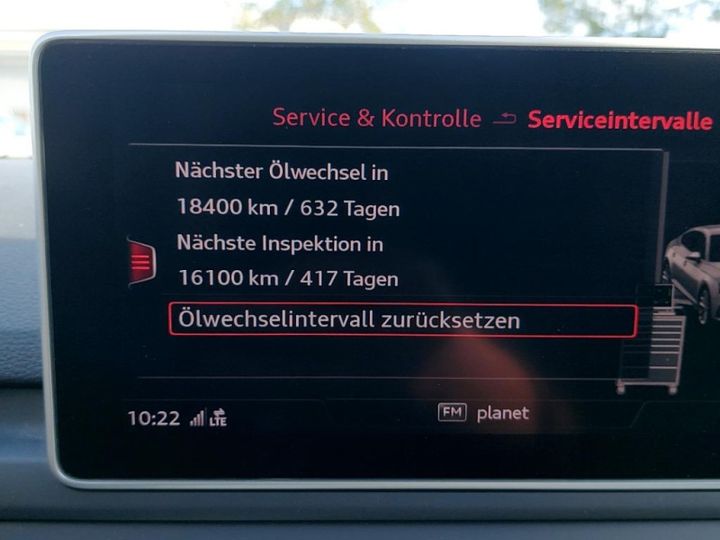 Service & Kontrolle Serviceintervalle
Nächster Ölwechsel in
18400 km / 632 Tagen
Nächste Inspektion in
16100 km / 417 Tagen
Ölwechselintervall zurücksetzen
10:22 LTE FM planet